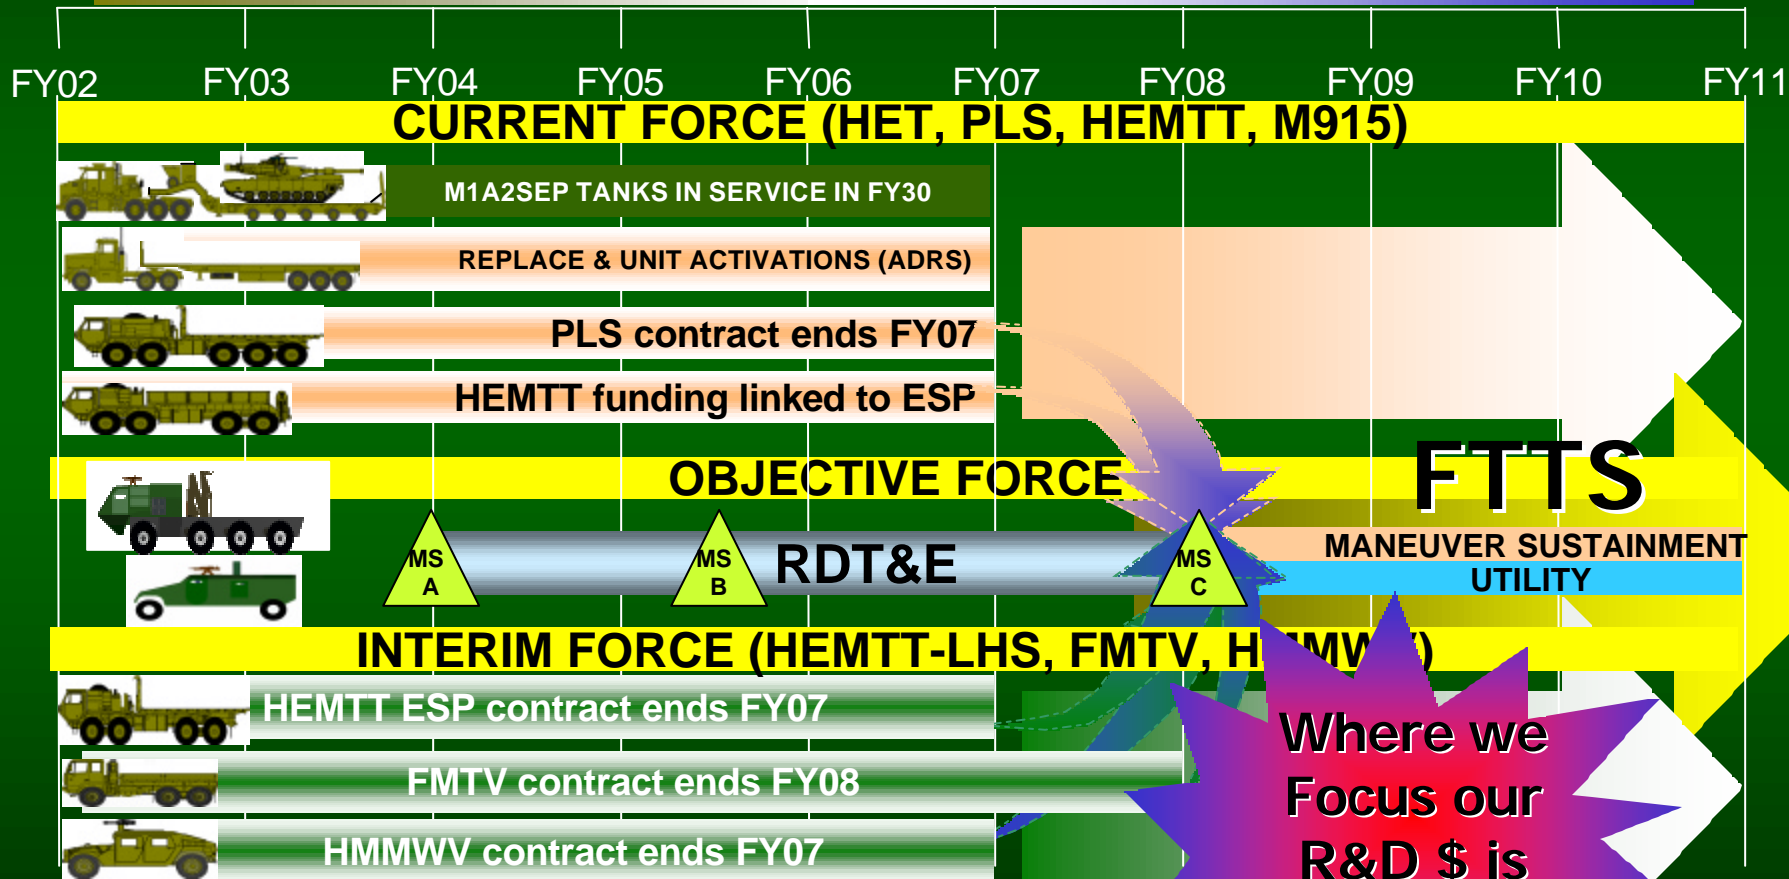 FY02 FY03 FY04 FY05 FY06 FY07 FY08 FY09 FY10 FY11
CURRENT FORCE (HET, PLS, HEMTT, M915)
M1A2SEP TANKS IN SERVICE IN FY30
REPLACE & UNIT ACTIVATIONS (ADRS)
PLS contract ends FY07
HEMTT funding linked to ESP
OBJECTIVE FORCE
FTTS
MS A
MS B
RDT&E
MS C
MANEUVER SUSTAINMENT
UTILITY
INTERIM FORCE (HEMTT-LHS, FMTV, HMMWV)
HEMTT ESP contract ends FY07
FMTV contract ends FY08
HMMWV contract ends FY07
Where we
Focus our
R&D $ is